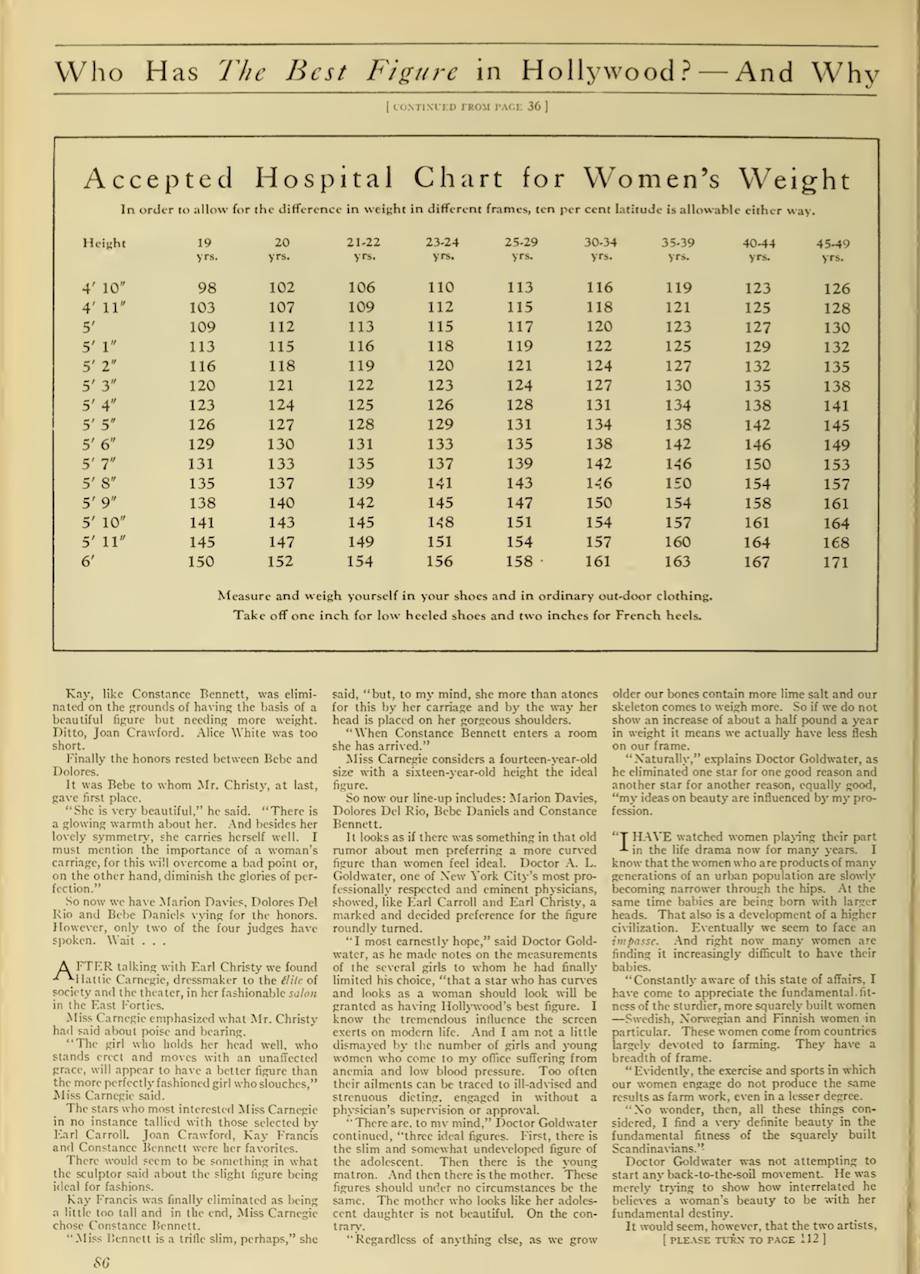 Who Has The Best Figure in Hollywood?—And Why
[ CONTINUED FROM PAGE 36 ]
Accepted Hospital Chart for Women's Weight
In order to allow for the difference in weight in different frames, ten per cent latitude is allowable either way.
Height 19 20 21-22 23-24 25-29 30-34 35-39 40-44 45-49
yrs. yrs. yrs. yrs. yrs. yrs. yrs. yrs. yrs.
4' 10" 98 102 106 110 113 116 119 123 126
4' 11" 103 107 109 112 115 118 121 125 128
5' 109 112 113 115 117 120 123 127 130
5' 1" 113 115 116 118 119 122 125 129 132
5' 2" 116 118 119 120 121 124 127 132 135
5' 3" 120 121 122 123 124 127 130 135 138
5' 4" 123 124 125 126 128 131 134 138 141
5' 5" 126 127 128 129 131 134 138 142 145
5' 6" 129 130 131 133 135 138 142 146 149
5' 7" 131 133 135 137 139 142 146 150 153
5' 8" 135 137 139 141 143 146 150 154 157
5' 9" 138 140 142 145 147 150 154 158 161
5' 10" 141 143 145 148 151 154 157 161 164
5' 11" 145 147 149 151 154 157 160 164 168
6' 150 152 154 156 158 161 163 167 171
Measure and weigh yourself in your shoes and in ordinary out-door clothing.
Take off one inch for low heeled shoes and two inches for French heels.
Kay, like Constance Bennett, was elimi-
nated on the grounds of having the basis of a
beautiful figure but needing more weight.
Ditto, Joan Crawford. Alice White was too
short.
Finally the honors rested between Bebe and
Dolores.
It was Bebe to whom Mr. Christy, at last,
gave first place.
"She is very beautiful," he said. "There is
a glowing warmth about her. And besides her
lovely symmetry, she carries herself well. I
must mention the importance of a woman's
carriage, for this will overcome a bad point or,
on the other hand, diminish the glories of per-
fection."
So now we have Marion Davies, Dolores Del
Rio and Bebe Daniels vying for the honors.
However, only two of the four judges have
spoken. Wait . . .
AFTER talking with Earl Christy we found
Hattie Carnegie, dressmaker to the élite of
society and the theater, in her fashionable salon
in the East Forties.
Miss Carnegie emphasized what Mr. Christy
had said about poise and bearing.
"The girl who holds her head well, who
stands erect and moves with an unaffected
grace, will appear to have a better figure than
the more perfectly fashioned girl who slouches,"
Miss Carnegie said.
The stars who most interested Miss Carnegie
in no instance tallied with those selected by
Earl Carroll. Joan Crawford, Kay Francis
and Constance Bennett were her favorites.
There would seem to be something in what
the sculptor said about the slight figure being
ideal for fashions.
Kay Francis was finally eliminated as being
a little too tall and in the end, Miss Carnegie
chose Constance Bennett.
"Miss Bennett is a trifle slim, perhaps," she
said, "but, to my mind, she more than atones
for this by her carriage and by the way her
head is placed on her gorgeous shoulders.
"When Constance Bennett enters a room
she has arrived."
Miss Carnegie considers a fourteen-year-old
size with a sixteen-year-old height the ideal
figure.
So now our line-up includes: Marion Davies,
Dolores Del Rio, Bebe Daniels and Constance
Bennett.
It looks as if there was something in that old
rumor about men preferring a more curved
figure than women feel ideal. Doctor A. L.
Goldwater, one of New York City's most pro-
fessionally respected and eminent physicians,
showed, like Earl Carroll and Earl Christy, a
marked and decided preference for the figure
roundly turned.
"I most earnestly hope," said Doctor Gold-
water, as he made notes on the measurements
of the several girls to whom he had finally
limited his choice, "that a star who has curves
and looks as a woman should look will be
granted as having Hollywood's best figure. I
know the tremendous influence the screen
exerts on modern life. And I am not a little
dismayed by the number of girls and young
women who come to my office suffering from
anemia and low blood pressure. Too often
their ailments can be traced to ill-advised and
strenuous dieting, engaged in without a
physician's supervision or approval.
"There are, to my mind," Doctor Goldwater
continued, "three ideal figures. First, there is
the slim and somewhat undeveloped figure of
the adolescent. Then there is the young
matron. And then there is the mother. These
figures should under no circumstances be the
same. The mother who looks like her adoles-
cent daughter is not beautiful. On the con-
trary.
"Regardless of anything else, as we grow
older our bones contain more lime salt and our
skeleton comes to weigh more. So if we do not
show an increase of about a half pound a year
in weight it means we actually have less flesh
on our frame.
"Naturally," explains Doctor Goldwater, as
he eliminated one star for one good reason and
another star for another reason, equally good,
"my ideas on beauty are influenced by my pro-
fession.
"I HAVE watched women playing their part
in the life drama now for many years. I
know that the women who are products of many
generations of an urban population are slowly
becoming narrower through the hips. At the
same time babies are being born with larger
heads. That also is a development of a higher
civilization. Eventually we seem to face an
impasse. And right now many women are
finding it increasingly difficult to have their
babies.
"Constantly aware of this state of affairs, I
have come to appreciate the fundamental fit-
ness of the sturdier, more squarely built women
—Swedish, Norwegian and Finnish women in
particular. These women come from countries
largely devoted to farming. They have a
breadth of frame.
"Evidently, the exercise and sports in which
our women engage do not produce the same
results as farm work, even in a lesser degree.
"No wonder, then, all these things con-
sidered, I find a very definite beauty in the
fundamental fitness of the squarely built
Scandinavians."
Doctor Goldwater was not attempting to
start any back-to-the-soil movement. He was
merely trying to show how interrelated he
believes a woman's beauty to be with her
fundamental destiny.
It would seem, however, that the two artists,
[ PLEASE TURN TO PAGE 112 ]
86